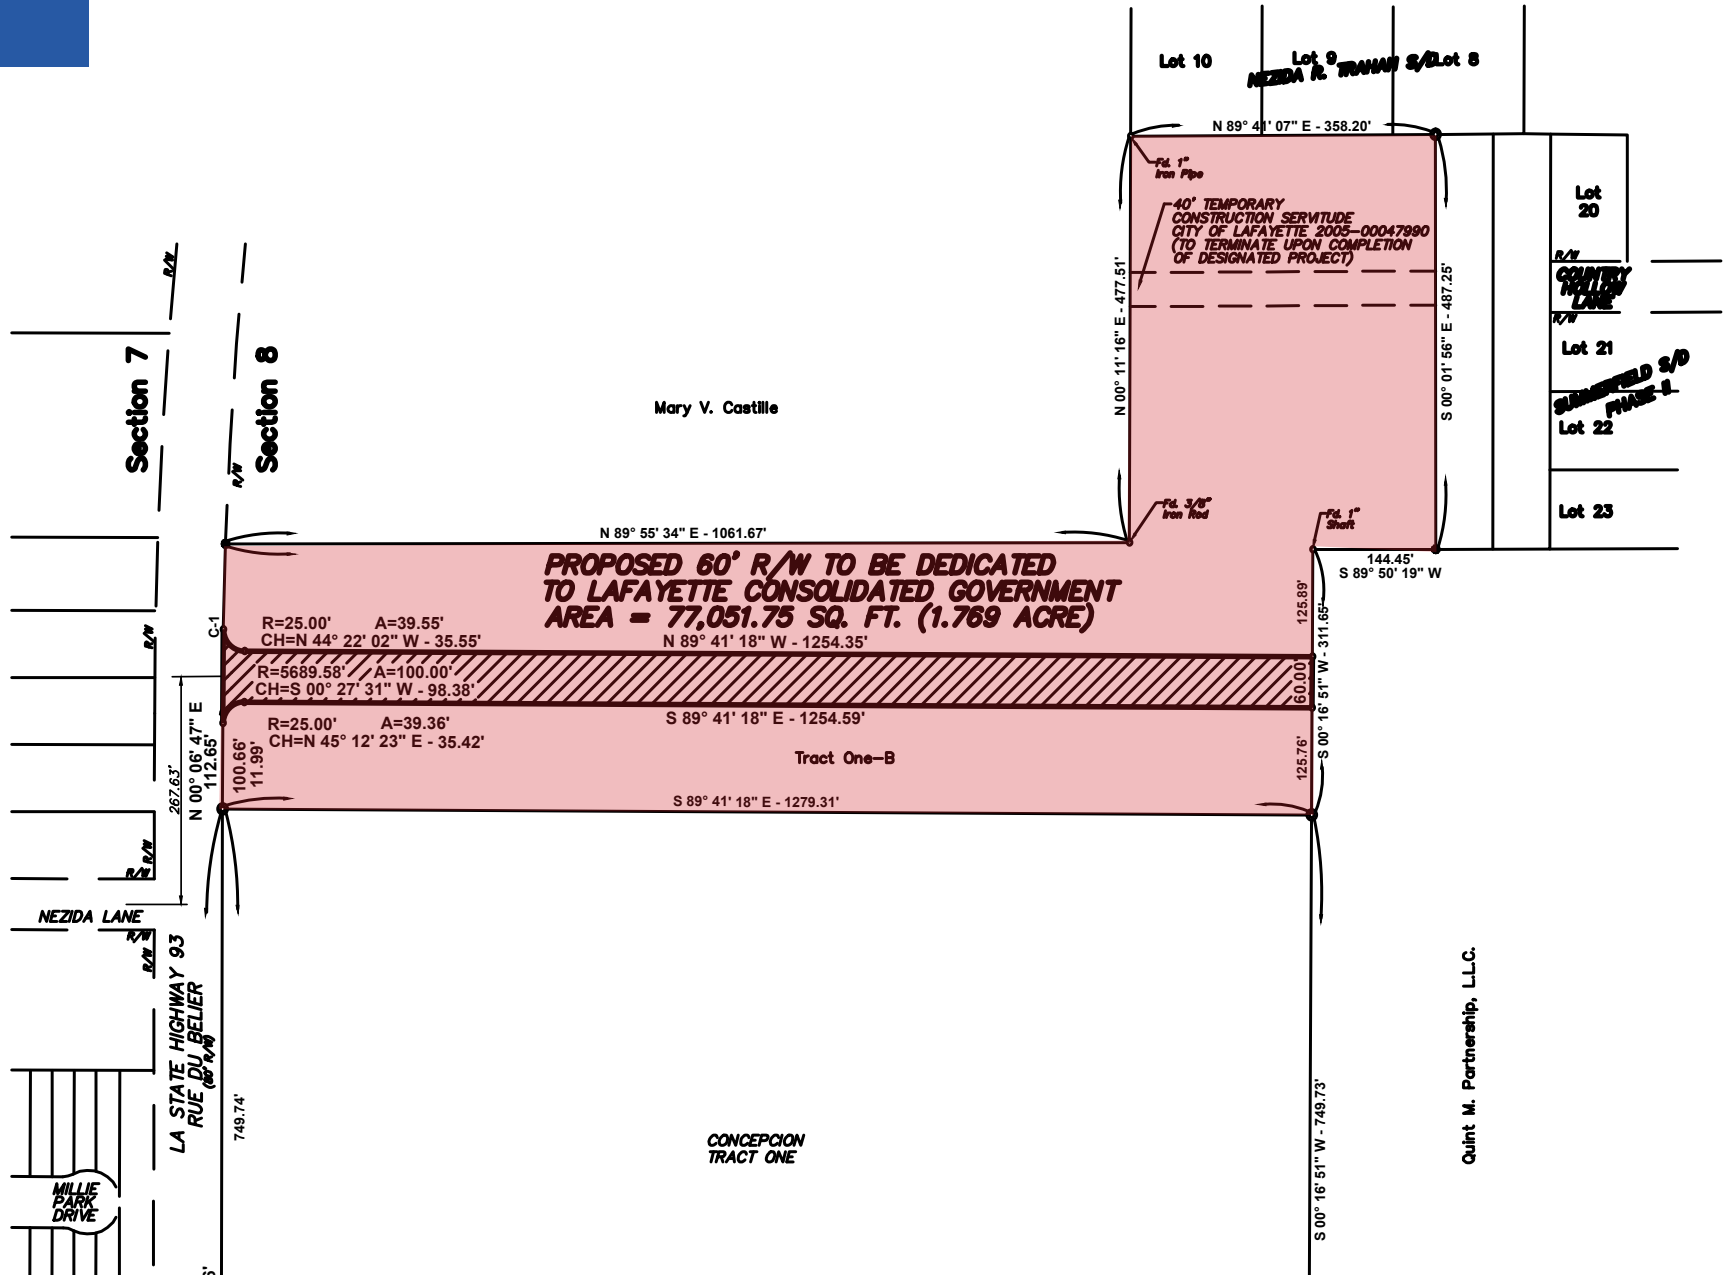 Lot 10
Lot 9
Lot 8
NEZIDA R. TRAHAN S/D
N 89° 41' 07" E - 358.20'
Fd. 1"
Iron Pipe
40' TEMPORARY
CONSTRUCTION SERVITUDE
CITY OF LAFAYETTE 2005-00047990
(TO TERMINATE UPON COMPLETION
OF DESIGNATED PROJECT)
Lot
20
R/W
COUNTRY
HOLLOW
LANE
R/W
Lot 21
SUMMERFIELD S/D
PHASE II
Lot 22
Lot 23
N 00° 11' 16" E - 477.51'
S 00° 01' 56" E - 487.25'
R/W
Section 7
Section 8
R/W
Mary V. Castille
Fd. 3/8"
Iron Rod
Fd. 1"
Shaft
N 89° 55' 34" E - 1061.67'
144.45'
S 89° 50' 19" W
PROPOSED 60' R/W TO BE DEDICATED
TO LAFAYETTE CONSOLIDATED GOVERNMENT
AREA = 77,051.75 SQ. FT. (1.769 ACRE)
125.89'
S 00° 16' 51" W - 311.65'
R/W
C-1
R=25.00' A=39.55'
CH=N 44° 22' 02" W - 35.55'
N 89° 41' 18" W - 1254.35'
R=5689.58' A=100.00'
CH=S 00° 27' 31" W - 98.38'
60.00'
R=25.00' A=39.36'
CH=N 45° 12' 23" E - 35.42'
S 89° 41' 18" E - 1254.59'
Tract One-B
125.76'
267.63'
N 00° 06' 47" E
112.65'
100.66'
11.99'
S 89° 41' 18" E - 1279.31'
R/W
R/W
NEZIDA LANE
R/W
R/W
LA STATE HIGHWAY 93
RUE DU BELIER
(80' R/W)
749.74'
CONCEPCION
TRACT ONE
S 00° 16' 51" W - 749.73'
Quint M. Partnership, L.L.C.
MILLIE
PARK
DRIVE